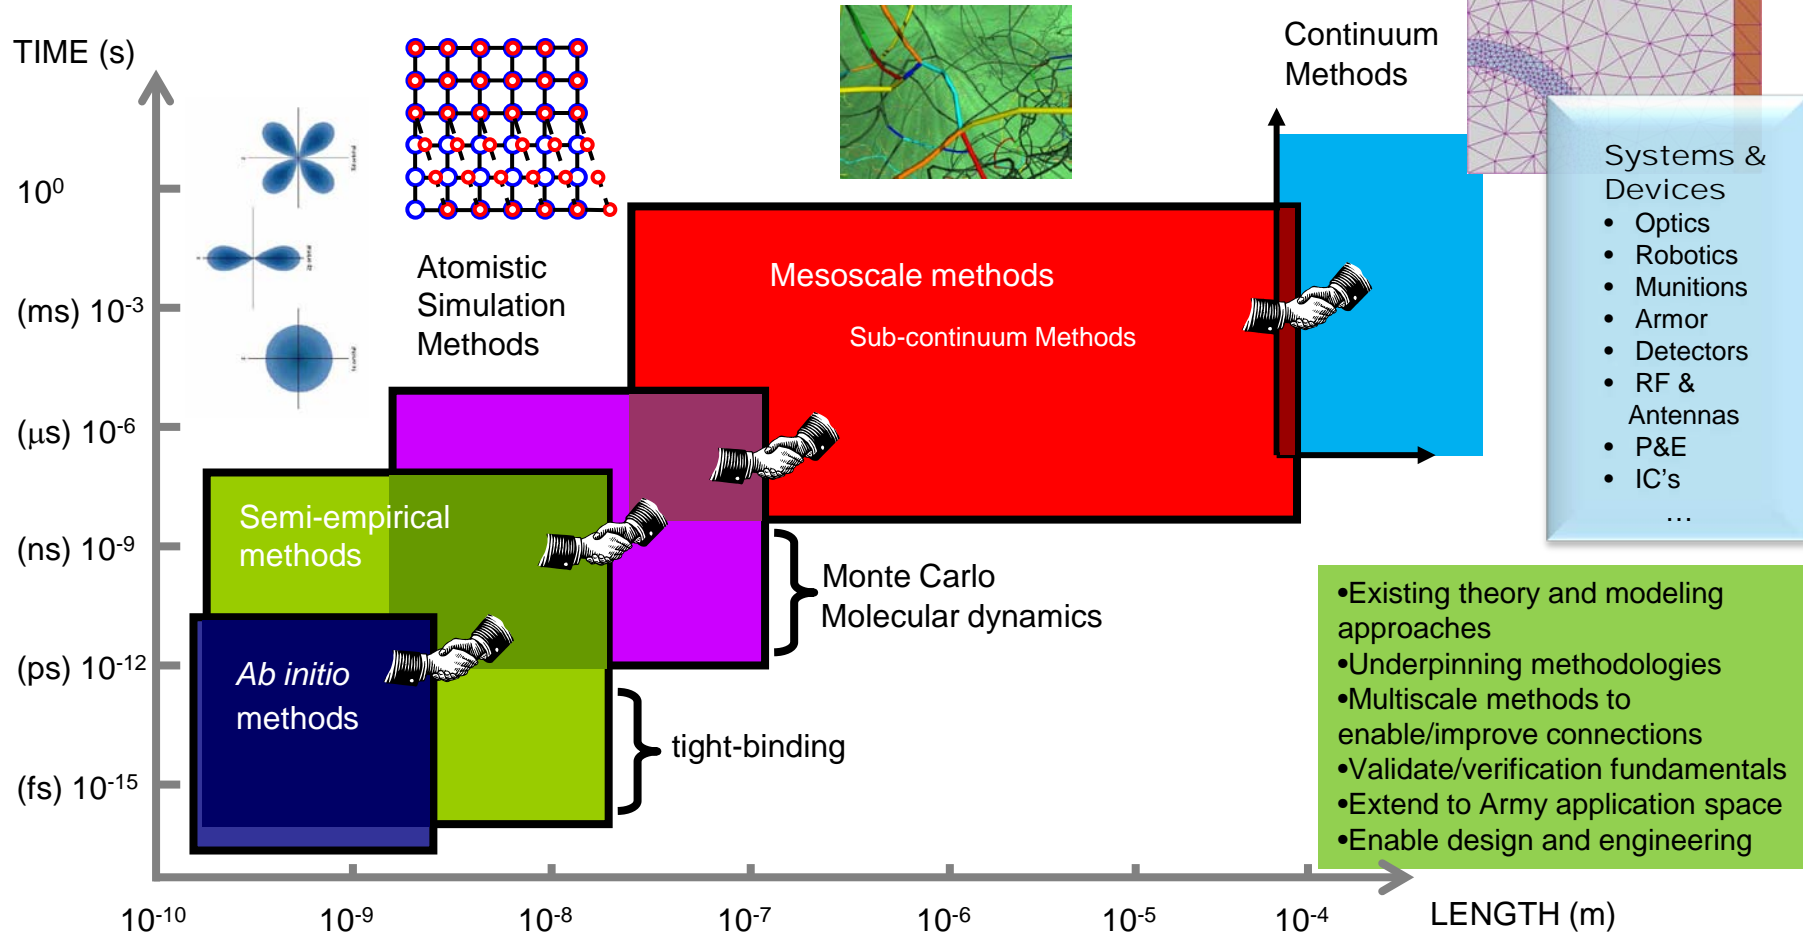 TIME (s)
10⁰
(ms) 10⁻³
(μs) 10⁻⁶
(ns) 10⁻⁹
(ps) 10⁻¹²
(fs) 10⁻¹⁵
Atomistic
Simulation
Methods
Continuum
Methods
Mesoscale methods
Sub-continuum Methods
Semi-empirical
methods
Ab initio
methods
Monte Carlo
Molecular dynamics
tight-binding
Systems &
Devices
• Optics
• Robotics
• Munitions
• Armor
• Detectors
• RF &
Antennas
• P&E
• IC's
...
•Existing theory and modeling
approaches
•Underpinning methodologies
•Multiscale methods to
enable/improve connections
•Validate/verification fundamentals
•Extend to Army application space
•Enable design and engineering
10⁻¹⁰ 10⁻⁹ 10⁻⁸ 10⁻⁷ 10⁻⁶ 10⁻⁵ 10⁻⁴ LENGTH (m)